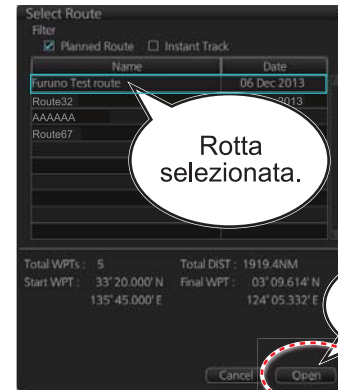 Select Route
Filter
Planned Route Instant Track
Name Date
Furuno Test route 06 Dec 2013
Route32 2013
AAAAAA
Route67
Rotta
selezionata.
Total WPTs : 5 Total DIST : 1919.4NM
Start WPT : 33°20.000' N Final WPT : 03°09.614' N
135°45.000' E 124°05.332' E
Cancel Open